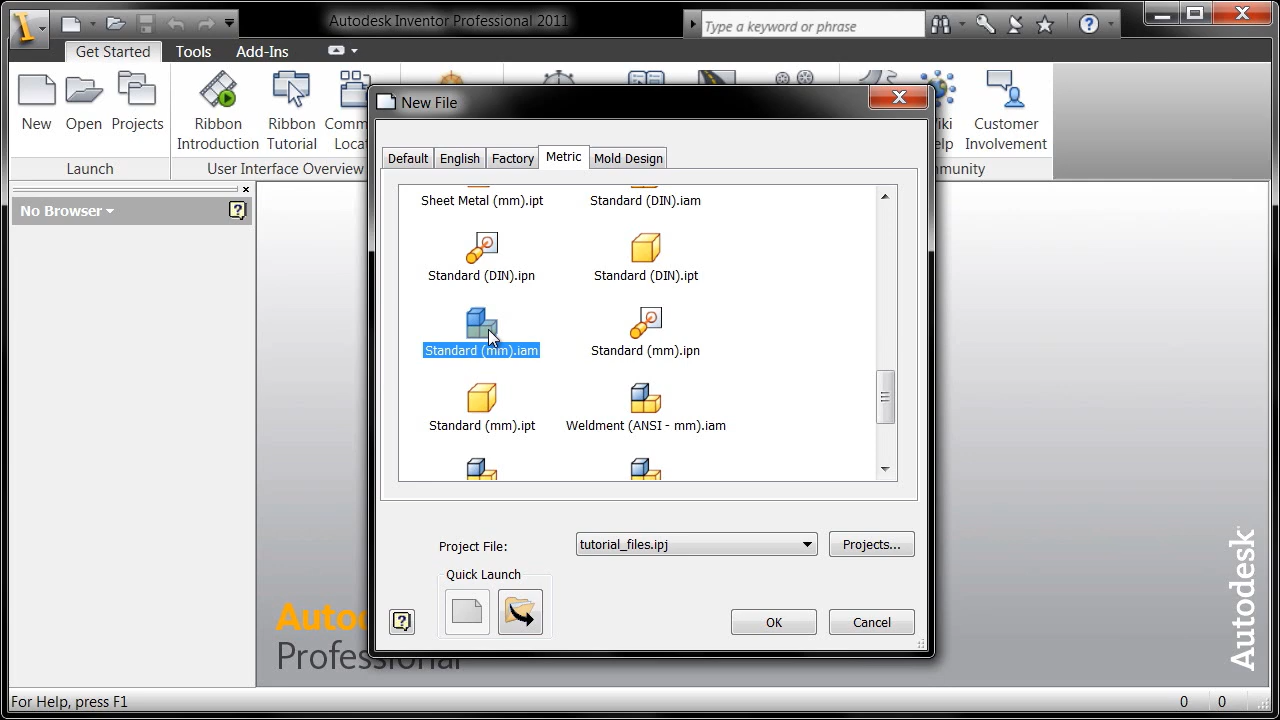 Autodesk Inventor Professional 2011
Type a keyword or phrase
Get Started Tools Add-Ins
New Open Projects
Ribbon Introduction
Ribbon Tutorial
Customer Involvement
Launch
User Interface Overview
No Browser
New File
Default English Factory Metric Mold Design
Sheet Metal (mm).ipt Standard (DIN).iam
Standard (DIN).ipn Standard (DIN).ipt
Standard (mm).iam Standard (mm).ipn
Standard (mm).ipt Weldment (ANSI - mm).iam
Project File: tutorial_files.ipj Projects...
Quick Launch
OK Cancel
Professional
Autodesk
For Help, press F1 0 0